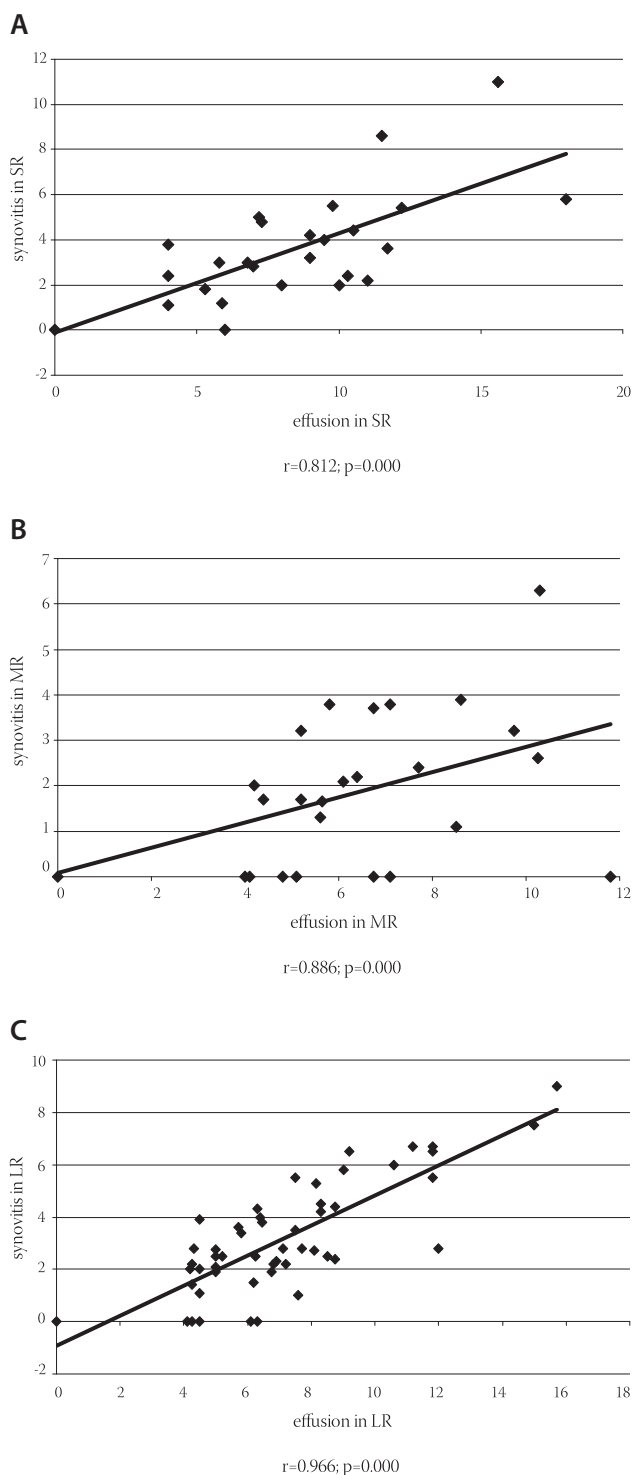 A
12
10
8
6
4
2
0
-2
synovitis in SR
0 5 10 15 20
effusion in SR
r=0.812; p=0.000
B
7
6
5
4
3
2
1
0
synovitis in MR
0 2 4 6 8 10 12
effusion in MR
r=0.886; p=0.000
C
10
8
6
4
2
0
-2
synovitis in LR
0 2 4 6 8 10 12 14 16 18
effusion in LR
r=0.966; p=0.000